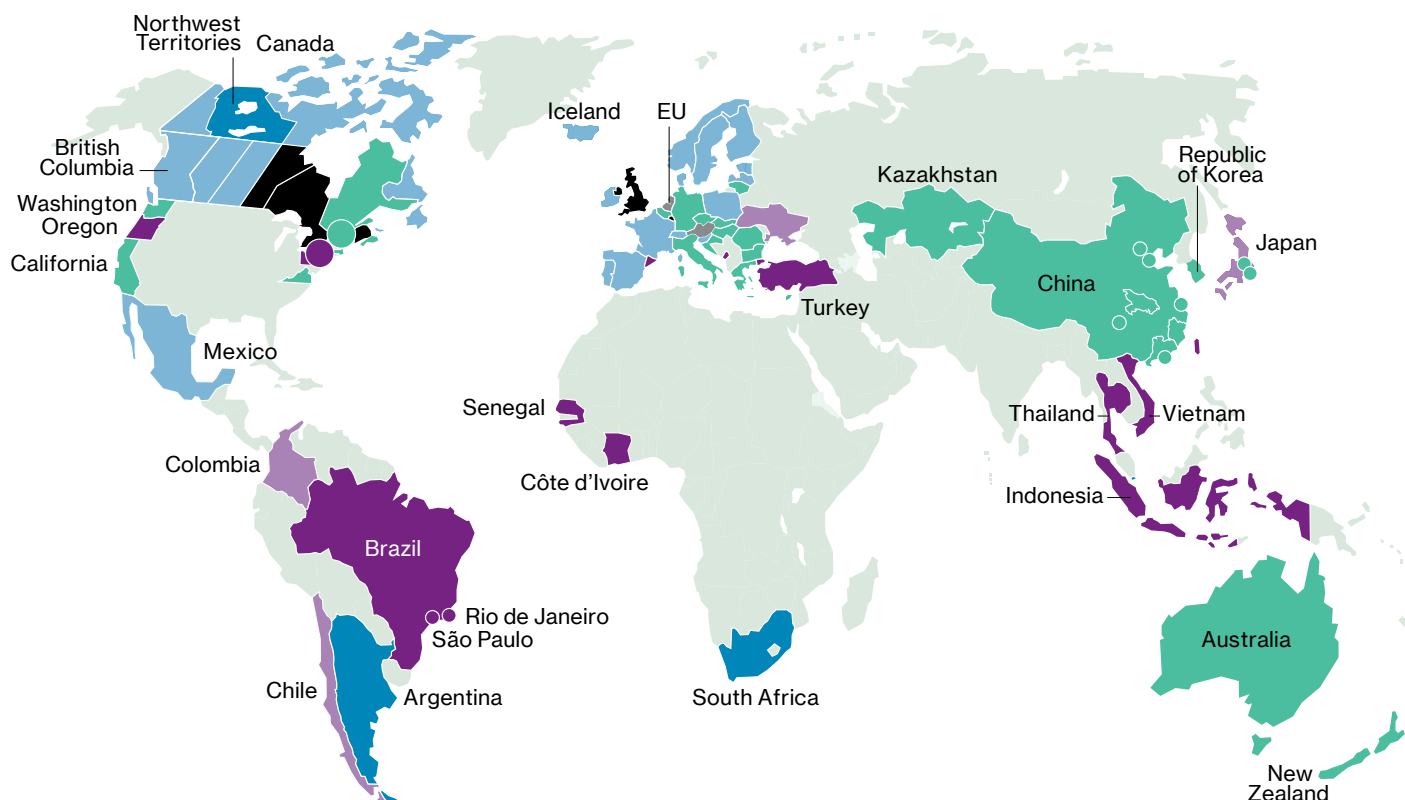 Northwest
Territories
Canada
Iceland
EU
British
Columbia
Washington
Oregon
California
Mexico
Kazakhstan
Republic
of Korea
Japan
China
Turkey
Senegal
Côte d’Ivoire
Thailand
Vietnam
Indonesia
Colombia
Brazil
Rio de Janeiro
São Paulo
Chile
Argentina
South Africa
Australia
New
Zealand